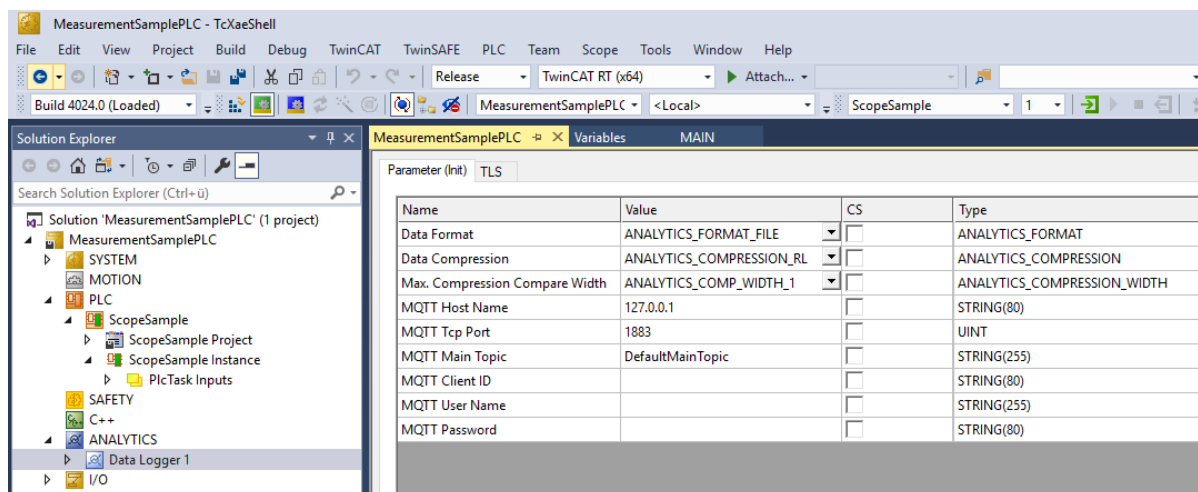 MeasurementSamplePLC - TcXaeShell
File Edit View Project Build Debug TwinCAT TwinSAFE PLC Team Scope Tools Window Help
Release TwinCAT RT (x64) Attach...
Build 4024.0 (Loaded) MeasurementSamplePLC <Local> ScopeSample 1
Solution Explorer
MeasurementSamplePLC Variables MAIN
Parameter (Init) TLS
Search Solution Explorer (Ctrl+ü)
Solution 'MeasurementSamplePLC' (1 project)
MeasurementSamplePLC
SYSTEM
MOTION
PLC
ScopeSample
ScopeSample Project
ScopeSample Instance
PlcTask Inputs
SAFETY
C++
ANALYTICS
Data Logger 1
I/O
Name Value CS Type
Data Format ANALYTICS_FORMAT_FILE ANALYTICS_FORMAT
Data Compression ANALYTICS_COMPRESSION_RL ANALYTICS_COMPRESSION
Max. Compression Compare Width ANALYTICS_COMP_WIDTH_1 ANALYTICS_COMPRESSION_WIDTH
MQTT Host Name 127.0.0.1 STRING(80)
MQTT Tcp Port 1883 UINT
MQTT Main Topic DefaultMainTopic STRING(255)
MQTT Client ID STRING(80)
MQTT User Name STRING(255)
MQTT Password STRING(80)